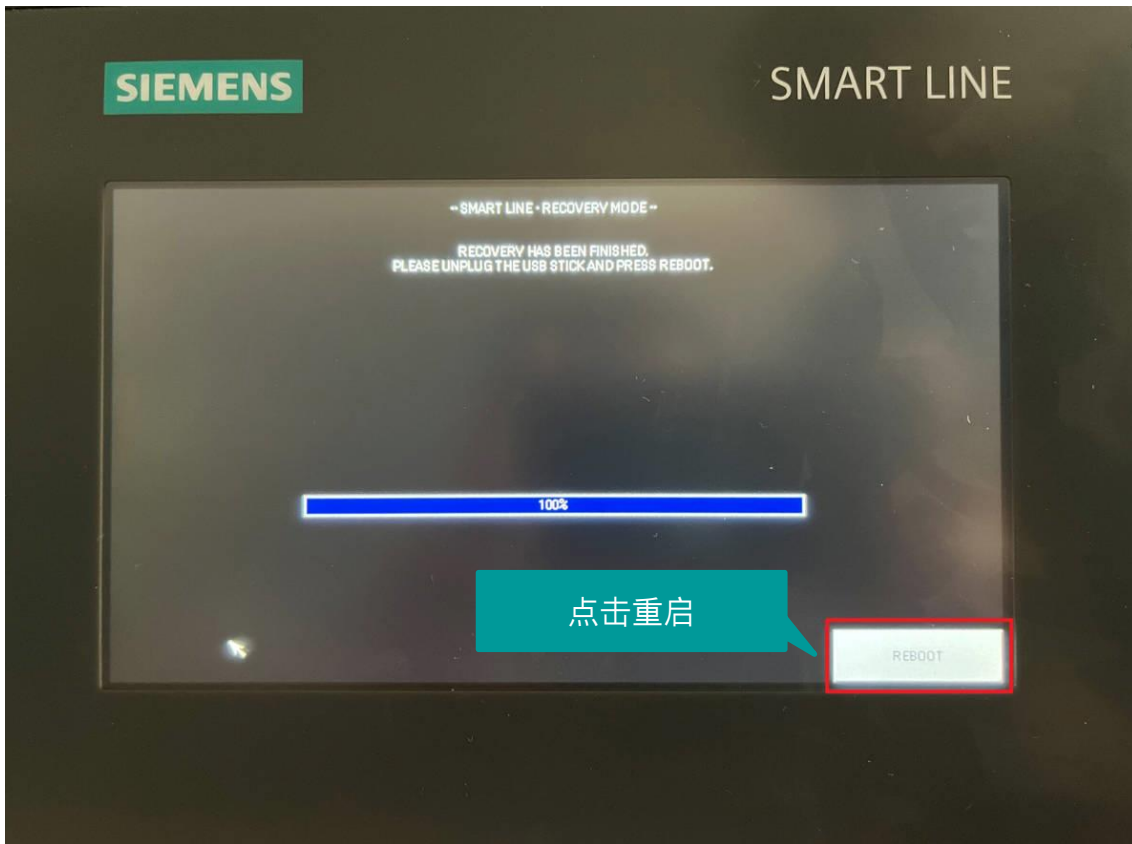 SIEMENS
SMART LINE
-- SMART LINE - RECOVERY MODE --
RECOVERY HAS BEEN FINISHED.
PLEASE UNPLUG THE USB STICK AND PRESS REBOOT.
100%
点击重启
REBOOT